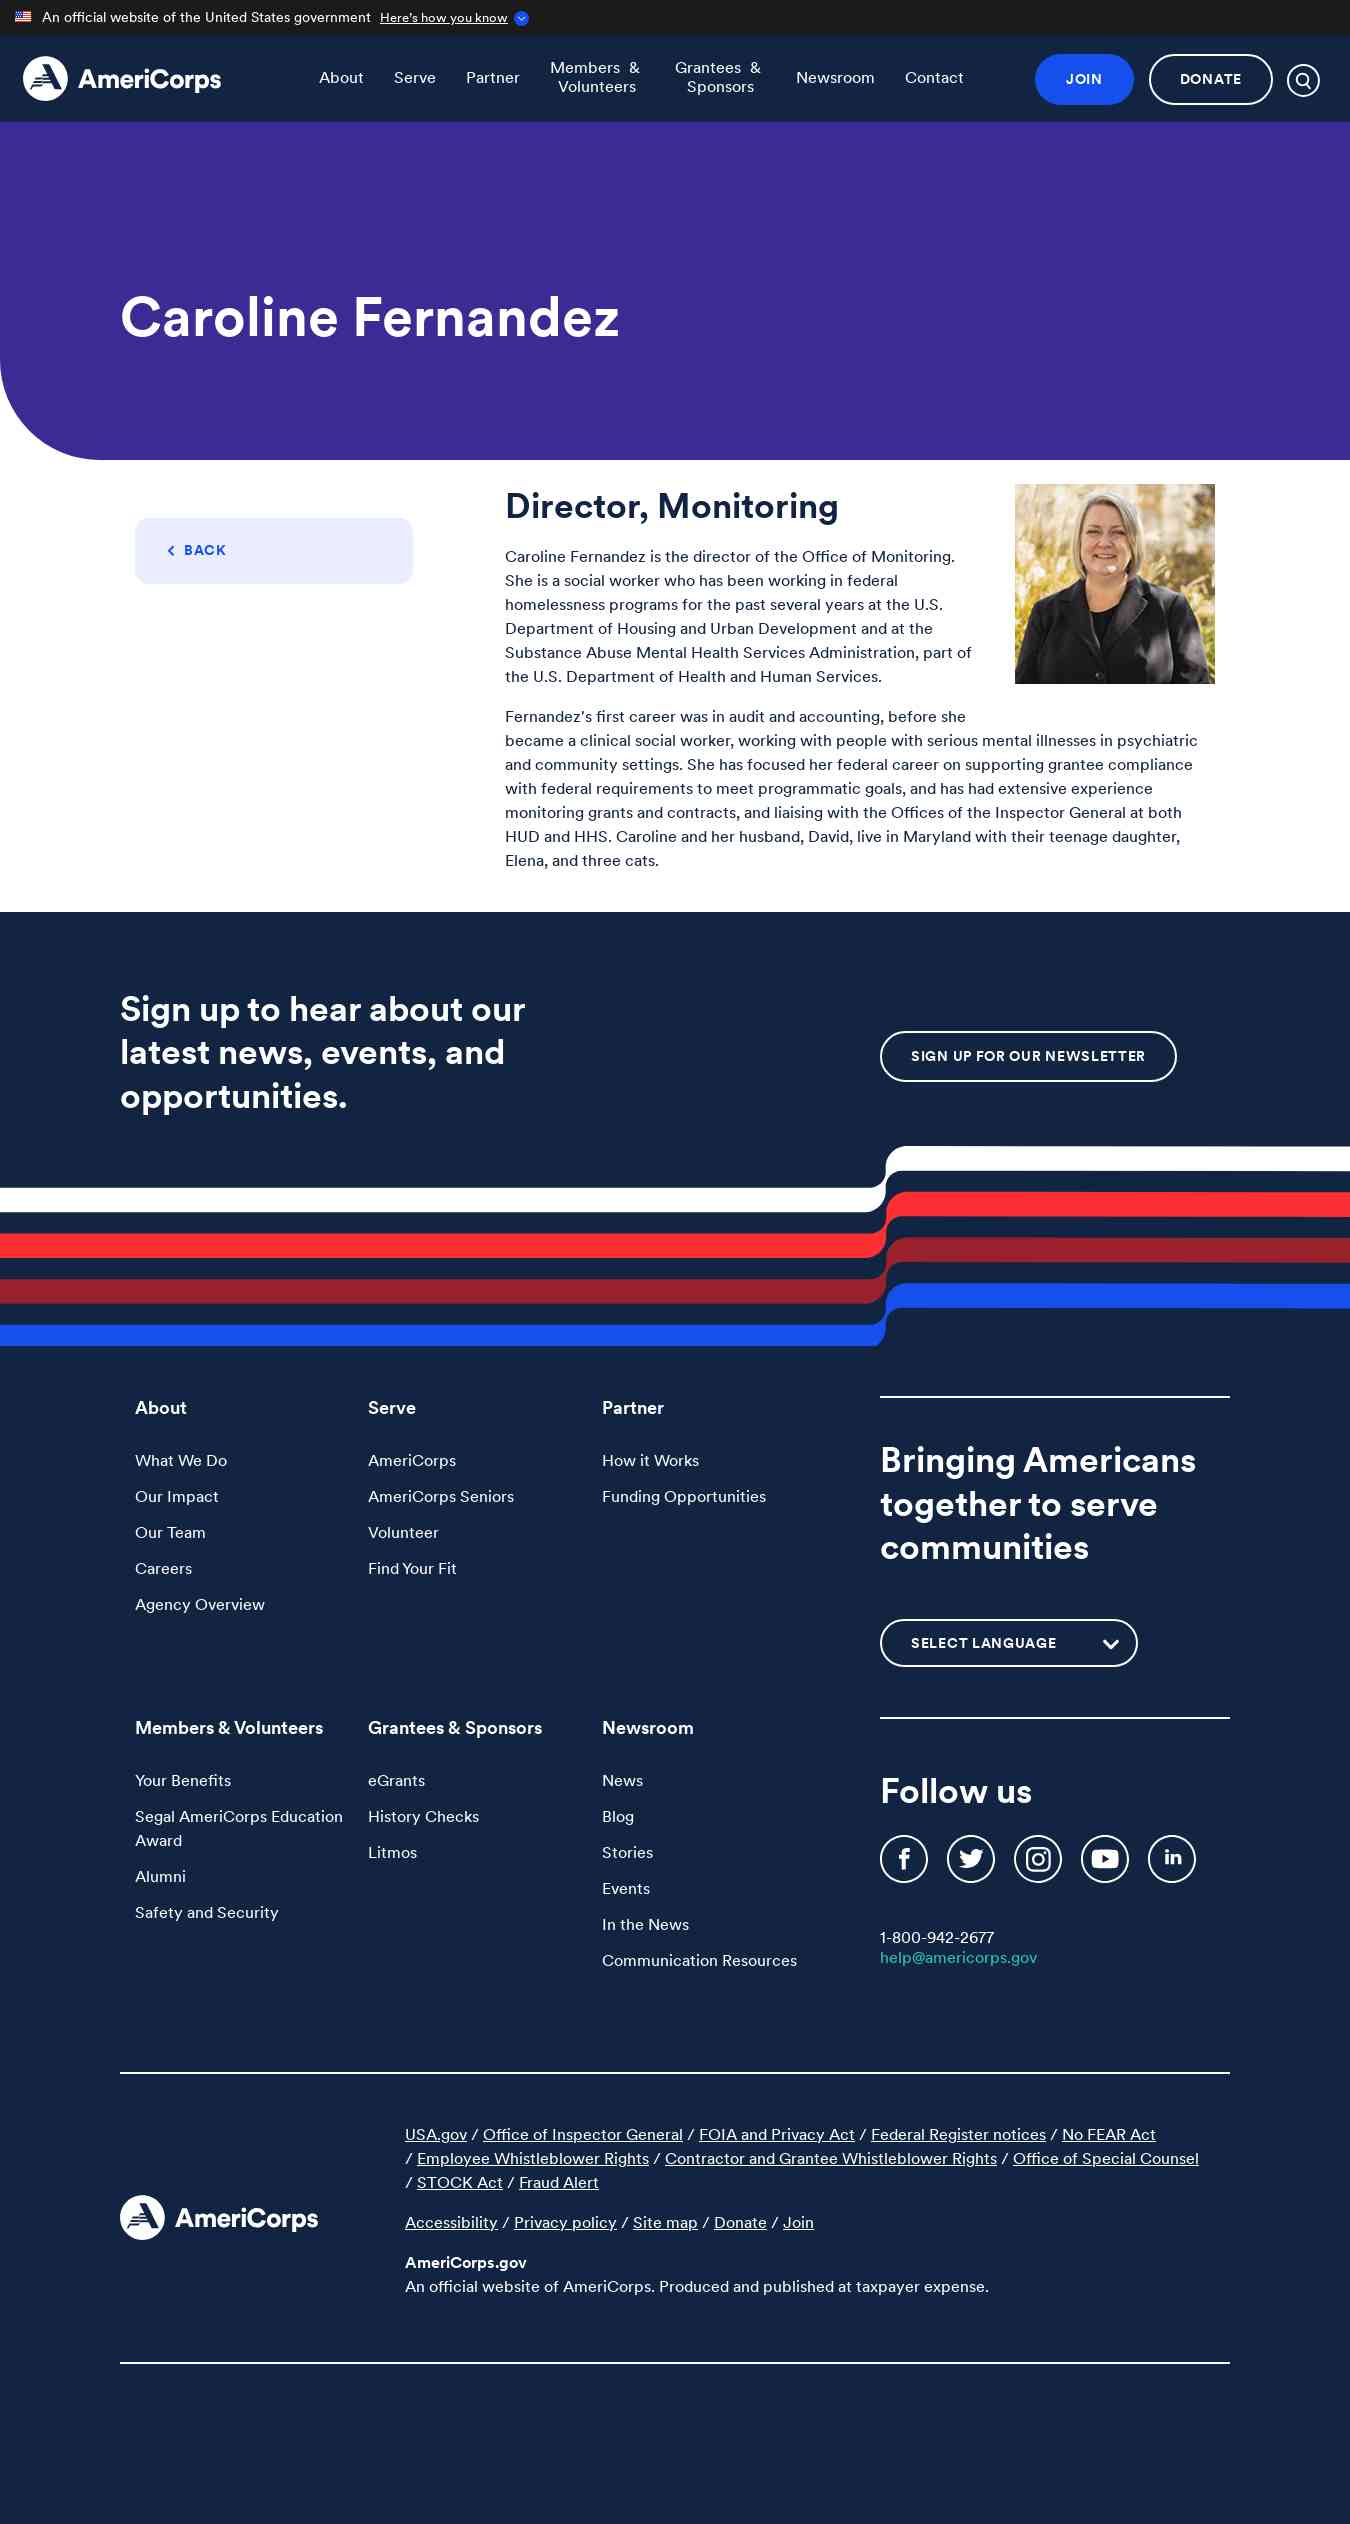 An official website of the United States government Here's how you know
AmeriCorps
About Serve Partner Members & Volunteers Grantees & Sponsors Newsroom Contact
JOIN DONATE
Caroline Fernandez
BACK
Director, Monitoring
Caroline Fernandez is the director of the Office of Monitoring.
She is a social worker who has been working in federal
homelessness programs for the past several years at the U.S.
Department of Housing and Urban Development and at the
Substance Abuse Mental Health Services Administration, part of
the U.S. Department of Health and Human Services.
Fernandez's first career was in audit and accounting, before she
became a clinical social worker, working with people with serious mental illnesses in psychiatric
and community settings. She has focused her federal career on supporting grantee compliance
with federal requirements to meet programmatic goals, and has had extensive experience
monitoring grants and contracts, and liaising with the Offices of the Inspector General at both
HUD and HHS. Caroline and her husband, David, live in Maryland with their teenage daughter,
Elena, and three cats.
Sign up to hear about our
latest news, events, and
opportunities.
SIGN UP FOR OUR NEWSLETTER
About
What We Do
Our Impact
Our Team
Careers
Agency Overview
Serve
AmeriCorps
AmeriCorps Seniors
Volunteer
Find Your Fit
Partner
How it Works
Funding Opportunities
Bringing Americans
together to serve
communities
SELECT LANGUAGE
Members & Volunteers
Your Benefits
Segal AmeriCorps Education
Award
Alumni
Safety and Security
Grantees & Sponsors
eGrants
History Checks
Litmos
Newsroom
News
Blog
Stories
Events
In the News
Communication Resources
Follow us
1-800-942-2677
help@americorps.gov
AmeriCorps
USA.gov / Office of Inspector General / FOIA and Privacy Act / Federal Register notices / No FEAR Act
/ Employee Whistleblower Rights / Contractor and Grantee Whistleblower Rights / Office of Special Counsel
/ STOCK Act / Fraud Alert
Accessibility / Privacy policy / Site map / Donate / Join
AmeriCorps.gov
An official website of AmeriCorps. Produced and published at taxpayer expense.